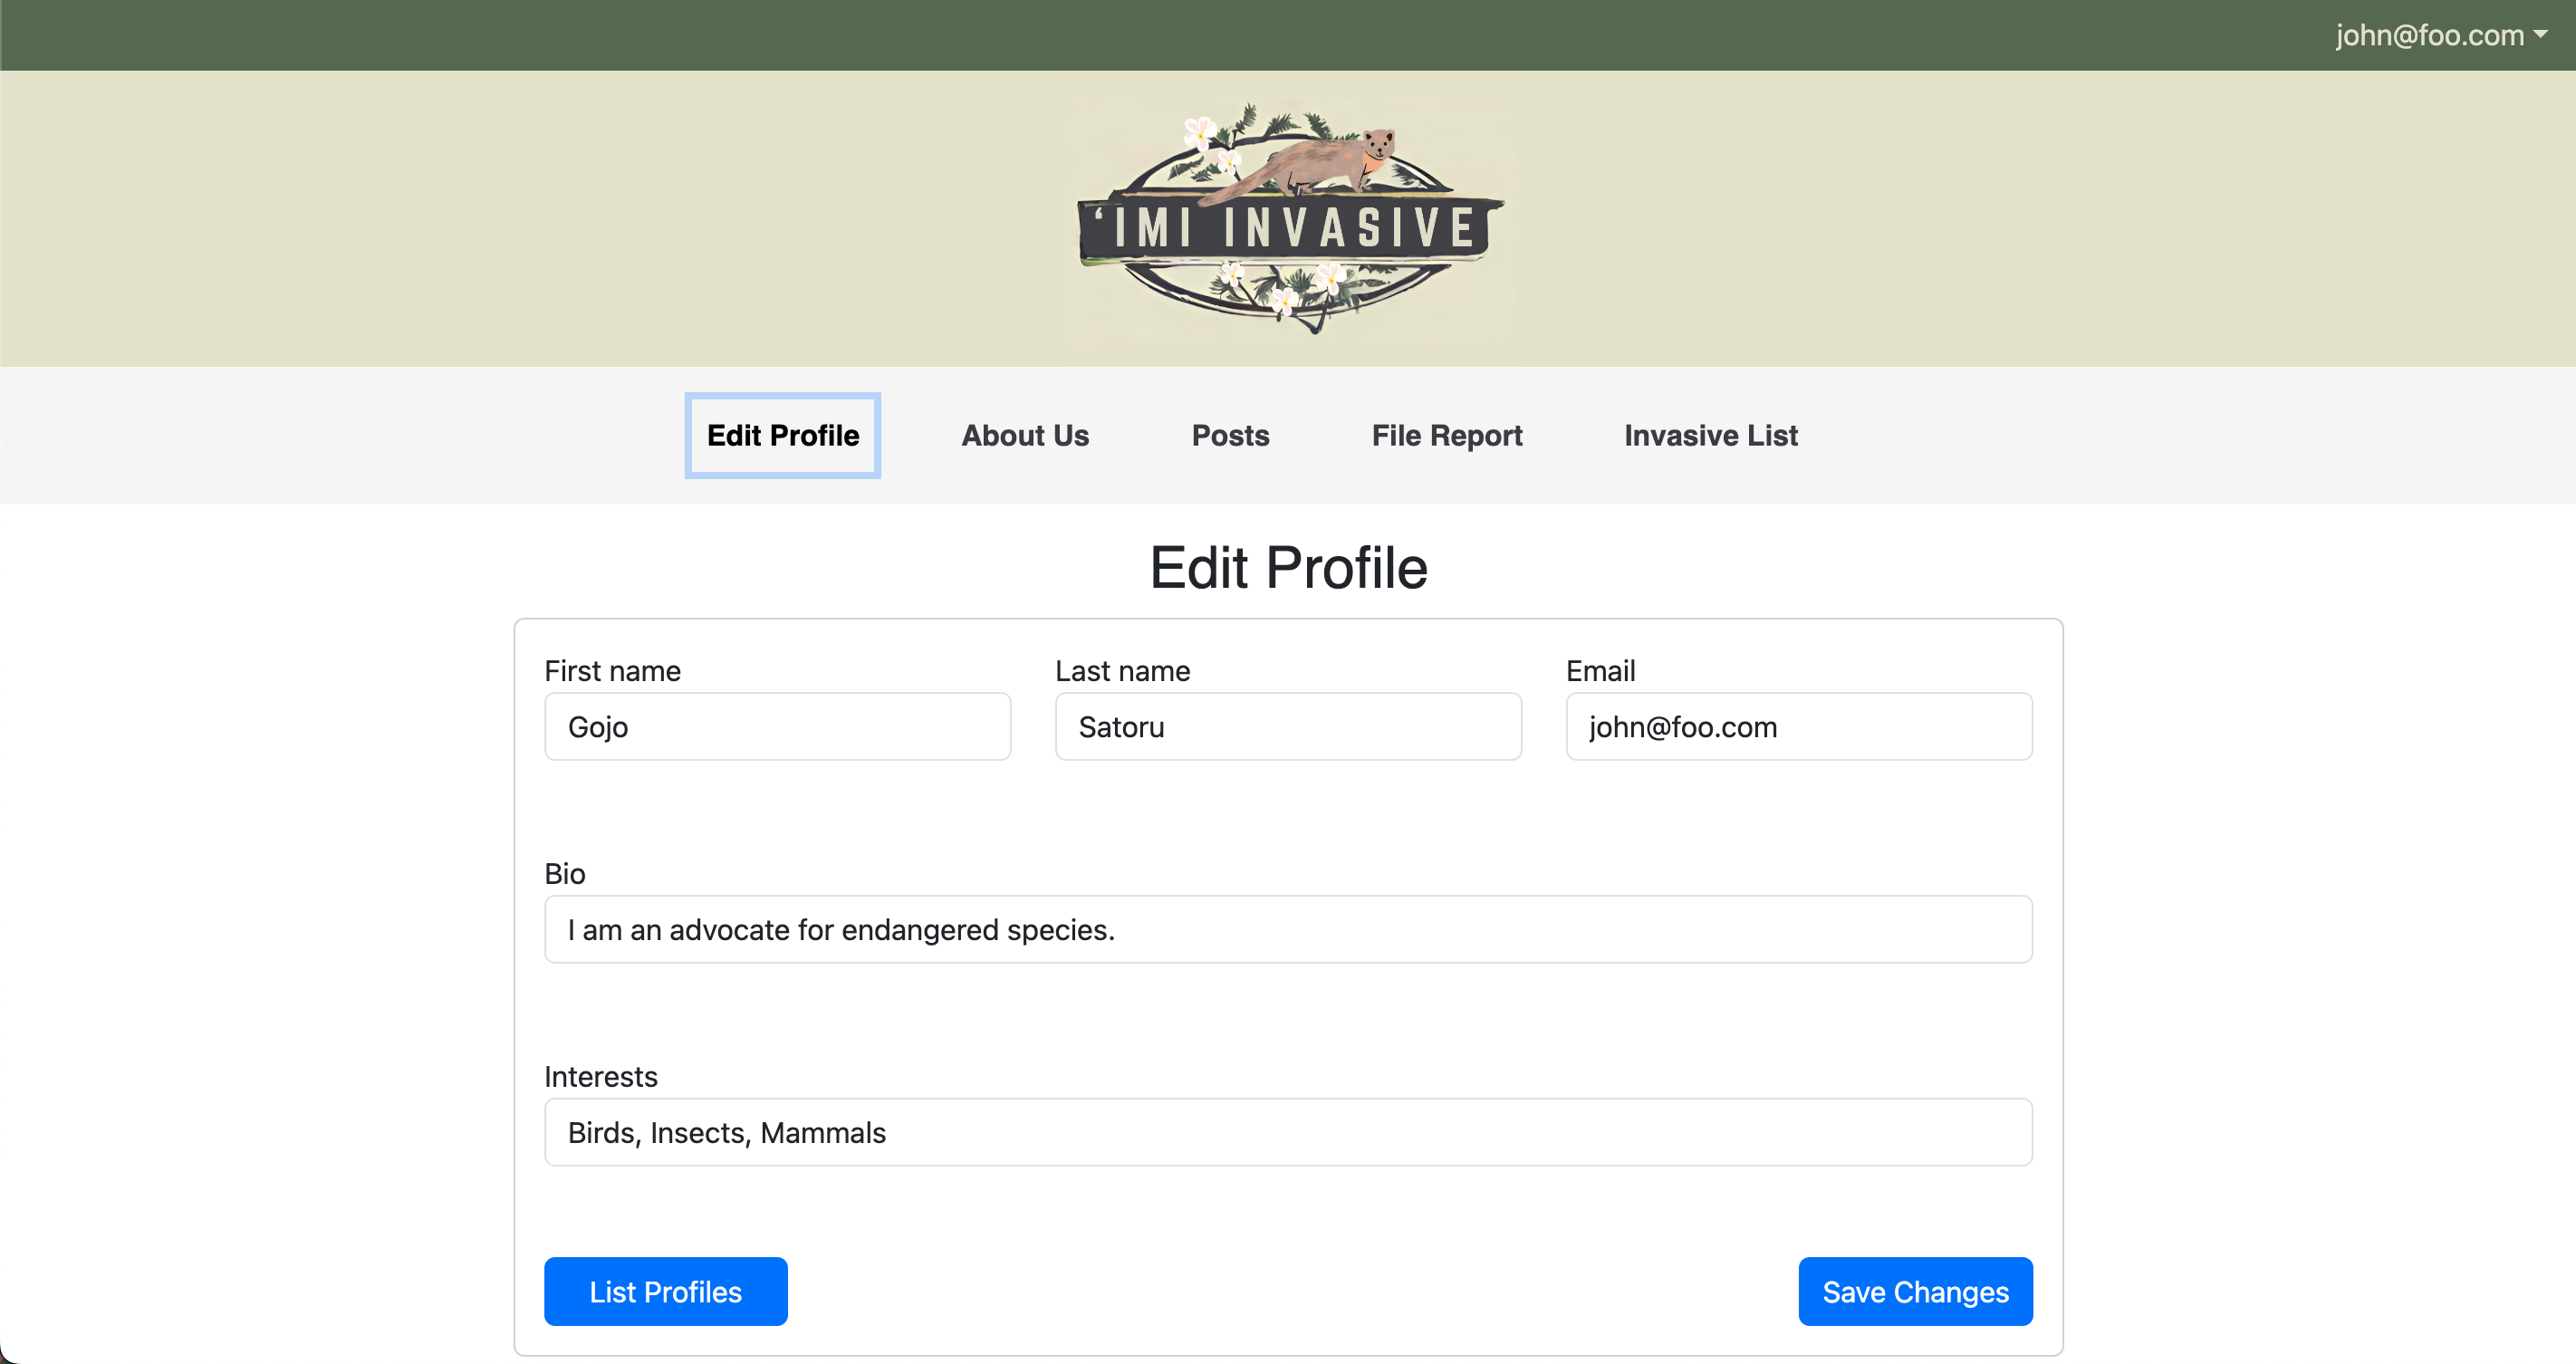 john@foo.com
ʻIMI INVASIVE
Edit Profile About Us Posts File Report Invasive List
Edit Profile
First name Last name Email
Gojo Satoru john@foo.com
Bio
I am an advocate for endangered species.
Interests
Birds, Insects, Mammals
List Profiles Save Changes